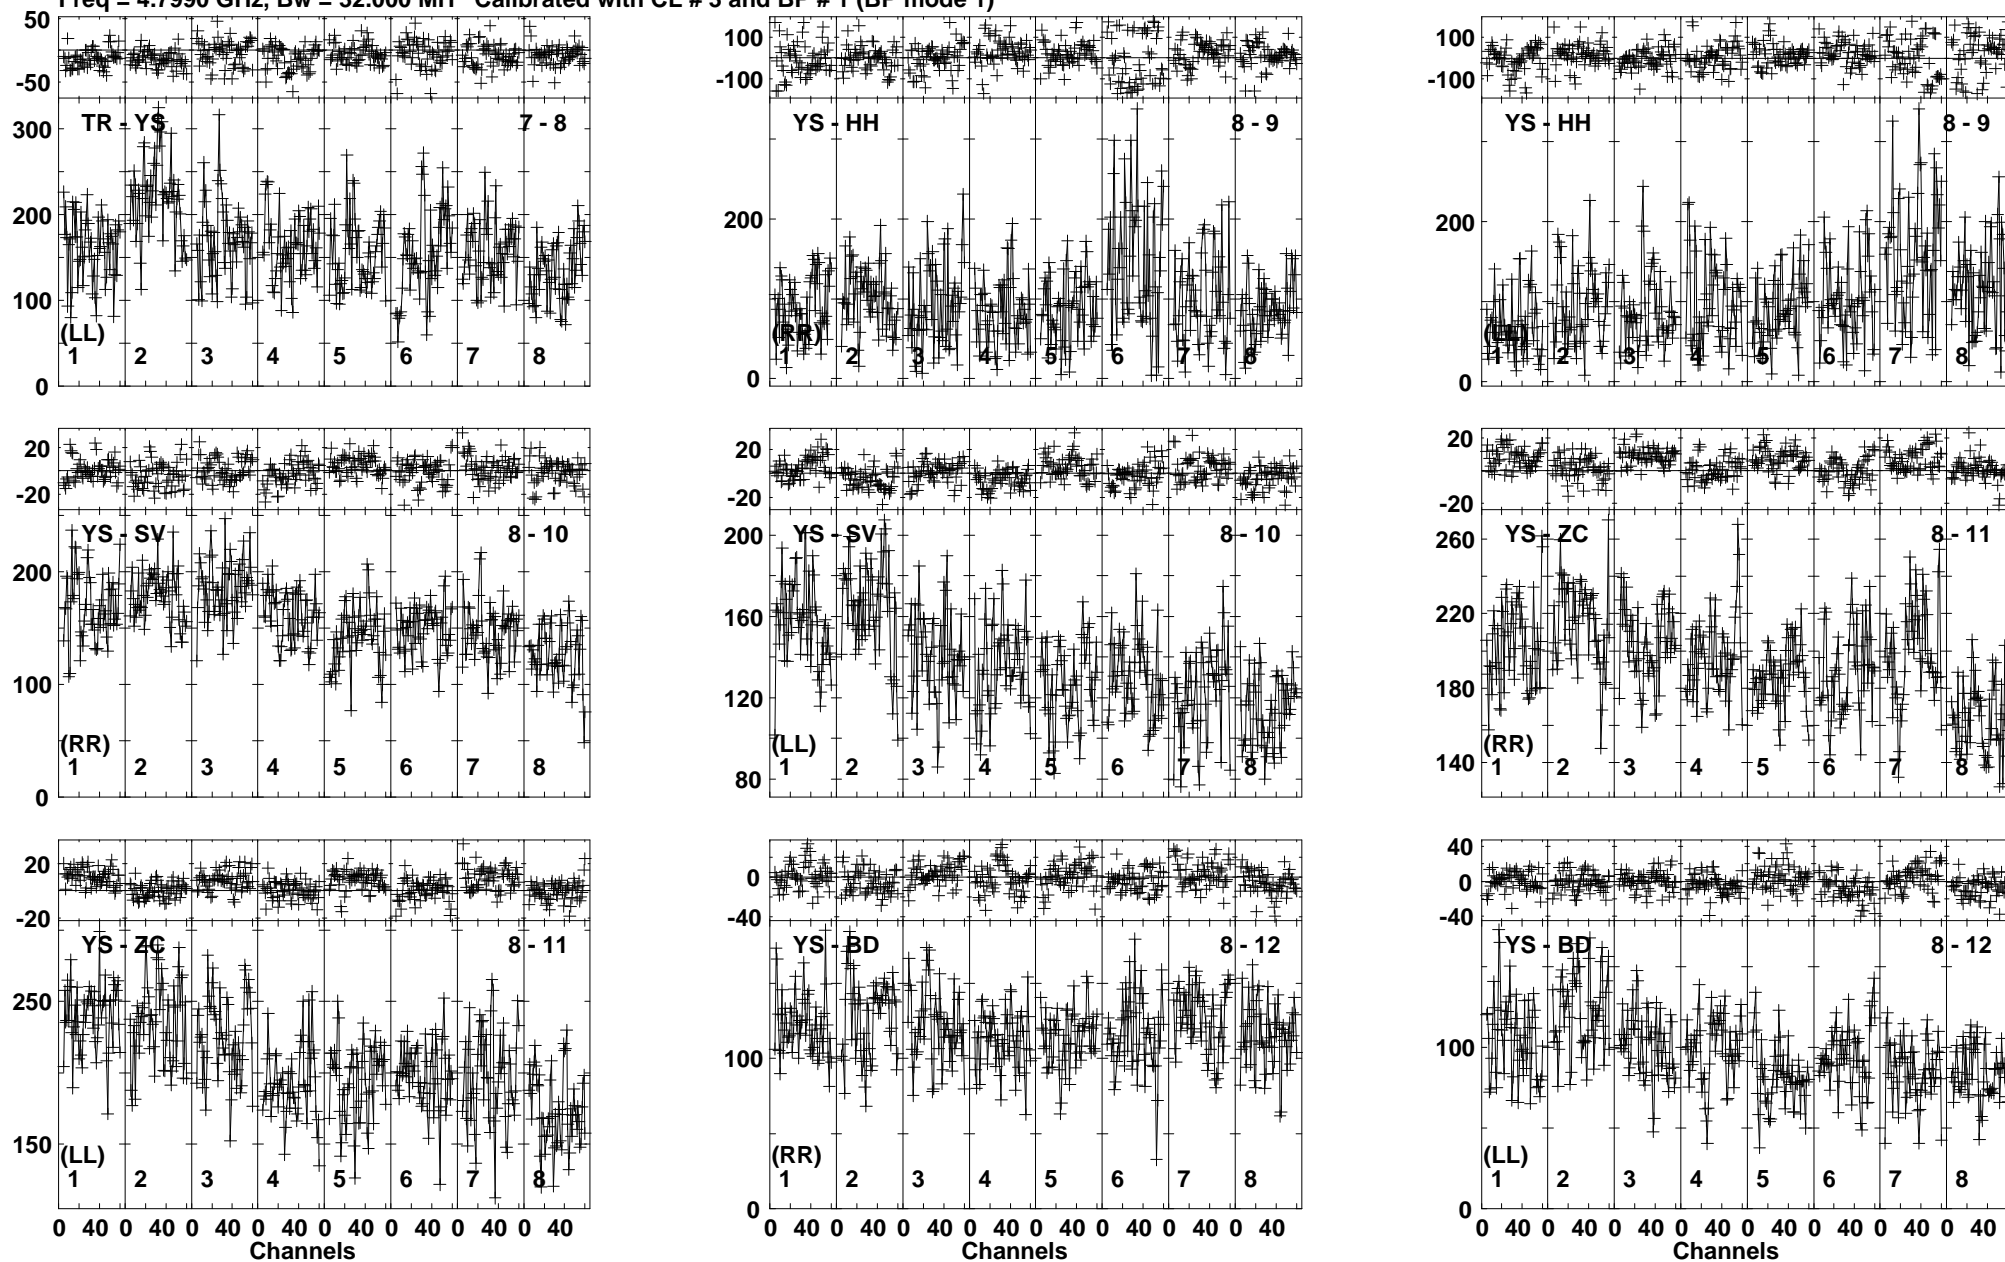 Freq = 4.7990 GHz, Bw = 32.000 MH Calibrated with CL # 3 and BP # 1 (BP mode 1)
50
-50
TR - YS 7 - 8
300
200
100
0
(LL)
1 2 3 4 5 6 7 8
100
-100
YS - HH 8 - 9
200
0
(RR)
1 2 3 4 5 6 7 8
100
-100
YS - HH 8 - 9
200
0
(LL)
1 2 3 4 5 6 7 8
20
-20
YS - SV 8 - 10
200
100
0
(RR)
1 2 3 4 5 6 7 8
20
-20
YS - SV 8 - 10
200
160
120
80
(LL)
1 2 3 4 5 6 7 8
20
-20
YS - ZC 8 - 11
260
220
180
140
(RR)
1 2 3 4 5 6 7 8
20
-20
YS - ZC 8 - 11
250
150
(LL)
1 2 3 4 5 6 7 8
0 40 0 40 0 40 0 40 0 40 0 40 0 40 0 40
Channels
0
-40
YS - BD 8 - 12
100
0
(RR)
1 2 3 4 5 6 7 8
0 40 0 40 0 40 0 40 0 40 0 40 0 40 0 40
Channels
40
0
-40
YS - BD 8 - 12
100
0
(LL)
1 2 3 4 5 6 7 8
0 40 0 40 0 40 0 40 0 40 0 40 0 40 0 40
Channels